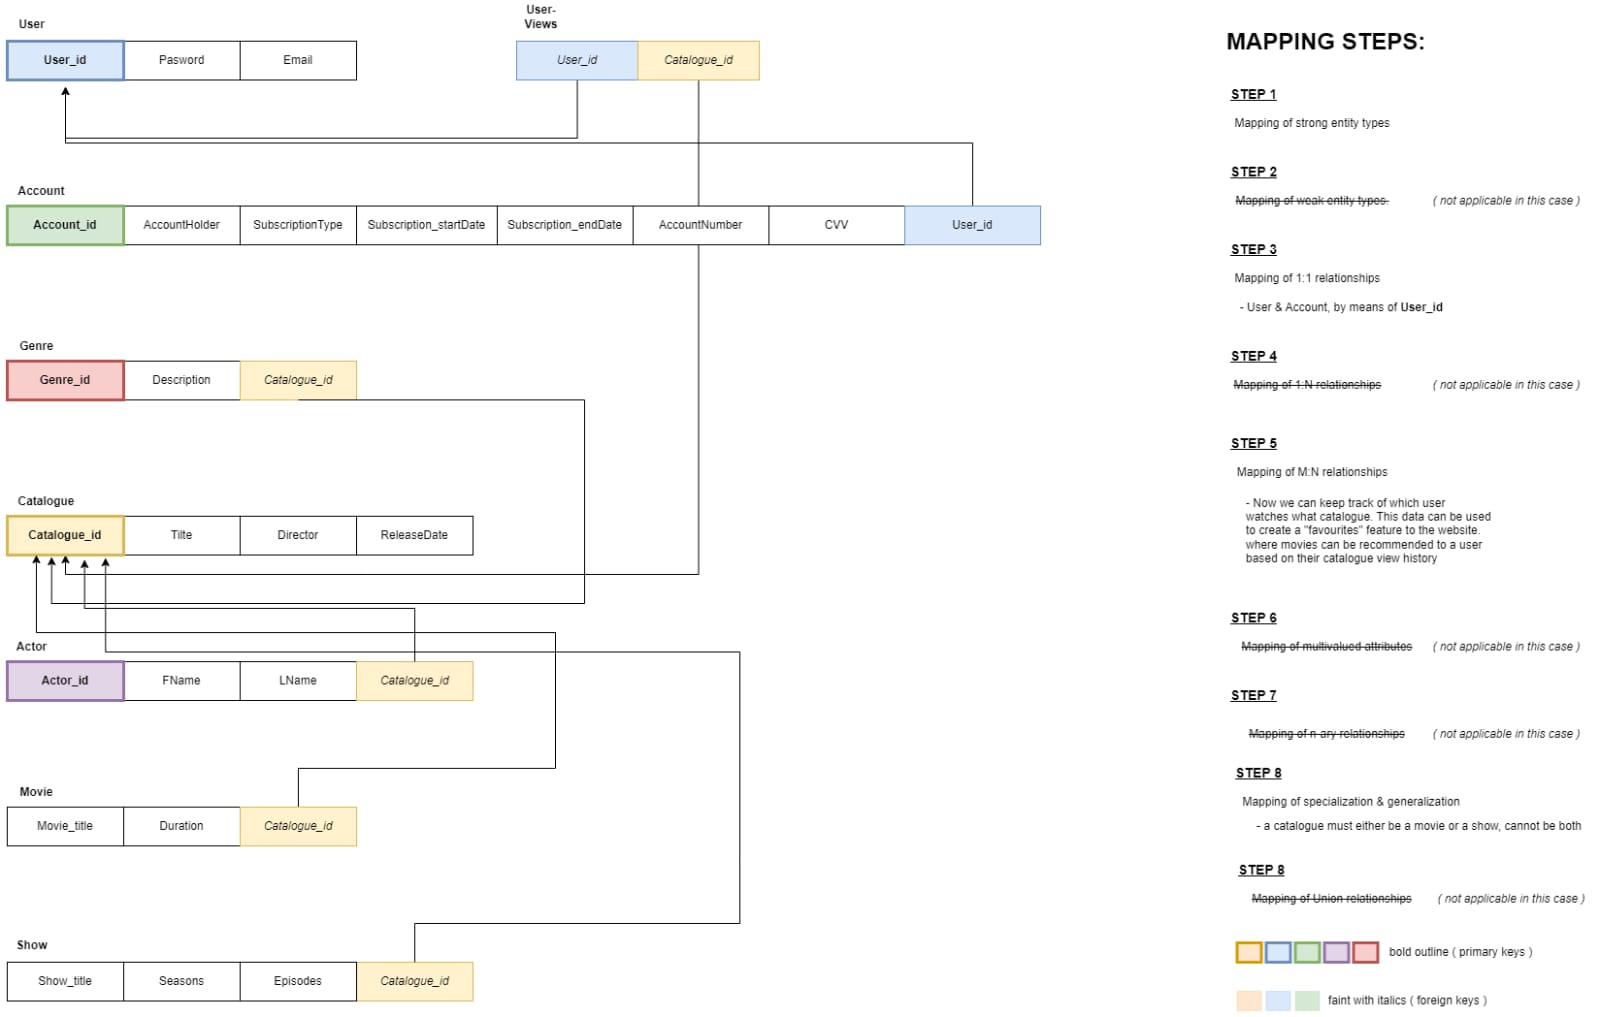 User
User_id Pasword Email
User-
Views
User_id Catalogue_id
Account
Account_id AccountHolder SubscriptionType Subscription_startDate Subscription_endDate AccountNumber CVV User_id
Genre
Genre_id Description Catalogue_id
Catalogue
Catalogue_id Tilte Director ReleaseDate
Actor
Actor_id FName LName Catalogue_id
Movie
Movie_title Duration Catalogue_id
Show
Show_title Seasons Episodes Catalogue_id
MAPPING STEPS:
STEP 1
Mapping of strong entity types
STEP 2
Mapping of weak entity types. ( not applicable in this case )
STEP 3
Mapping of 1:1 relationships
- User & Account, by means of User_id
STEP 4
Mapping of 1:N relationships ( not applicable in this case )
STEP 5
Mapping of M:N relationships
- Now we can keep track of which user
watches what catalogue. This data can be used
to create a "favourites" feature to the website.
where movies can be recommended to a user
based on their catalogue view history
STEP 6
Mapping of multivalued attributes ( not applicable in this case )
STEP 7
Mapping of n-ary relationships ( not applicable in this case )
STEP 8
Mapping of specialization & generalization
- a catalogue must either be a movie or a show, cannot be both
STEP 8
Mapping of Union relationships ( not applicable in this case )
bold outline ( primary keys )
faint with italics ( foreign keys )